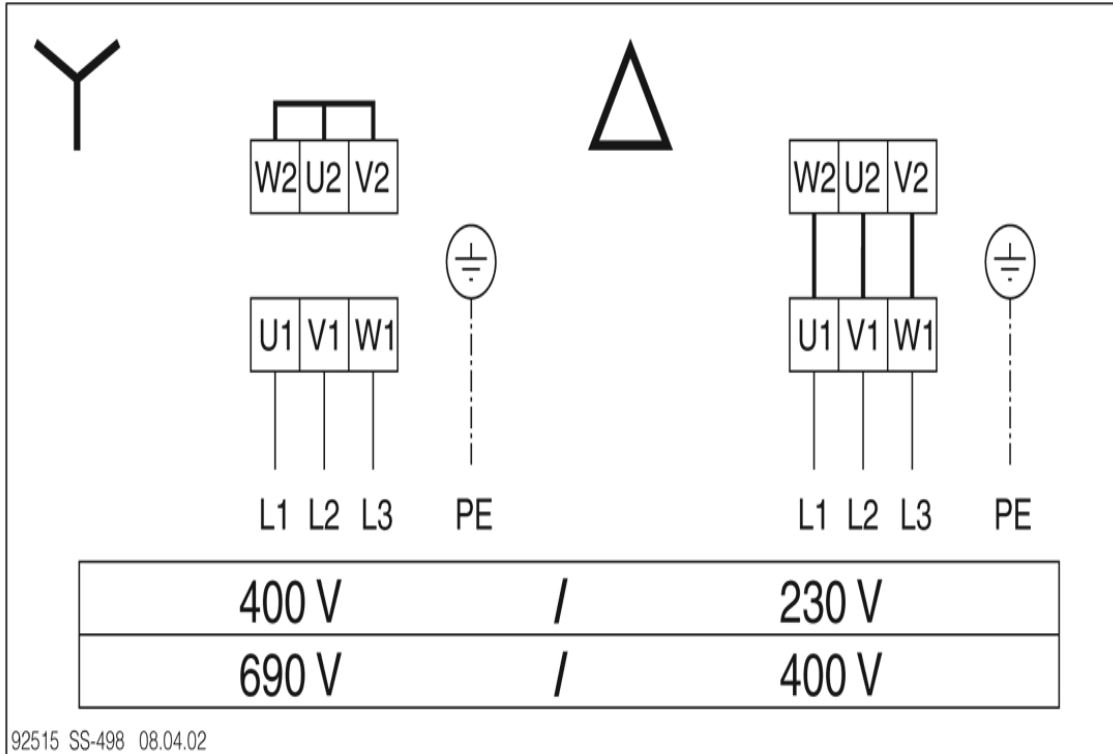 W2 U2 V2 W2 U2 V2
U1 V1 W1 U1 V1 W1
L1 L2 L3 PE L1 L2 L3 PE
400 V / 230 V
690 V / 400 V
92515 SS-498 08.04.02